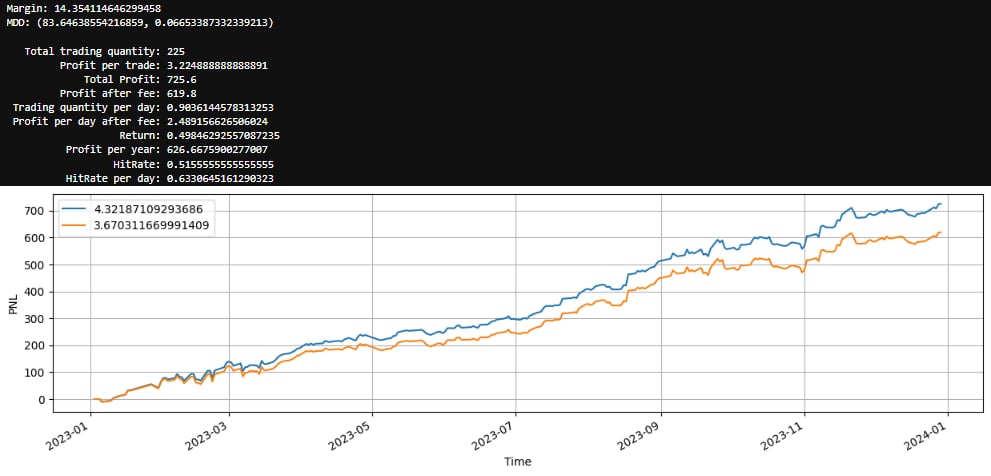 Margin: 14.354114646299458
MDD: (83.64638554216859, 0.06653387332339213)
Total trading quantity: 225
Profit per trade: 3.224888888888891
Total Profit: 725.6
Profit after fee: 619.8
Trading quantity per day: 0.9036144578313253
Profit per day after fee: 2.489156626506024
Return: 0.49846292557087235
Profit per year: 626.6675900277007
HitRate: 0.5155555555555555
HitRate per day: 0.6330645161290323
4.32187109293686
3.670311669991409
700
600
500
400
300
200
100
0
PNL
2023-01
2023-03
2023-05
2023-07
2023-09
2023-11
2024-01
Time